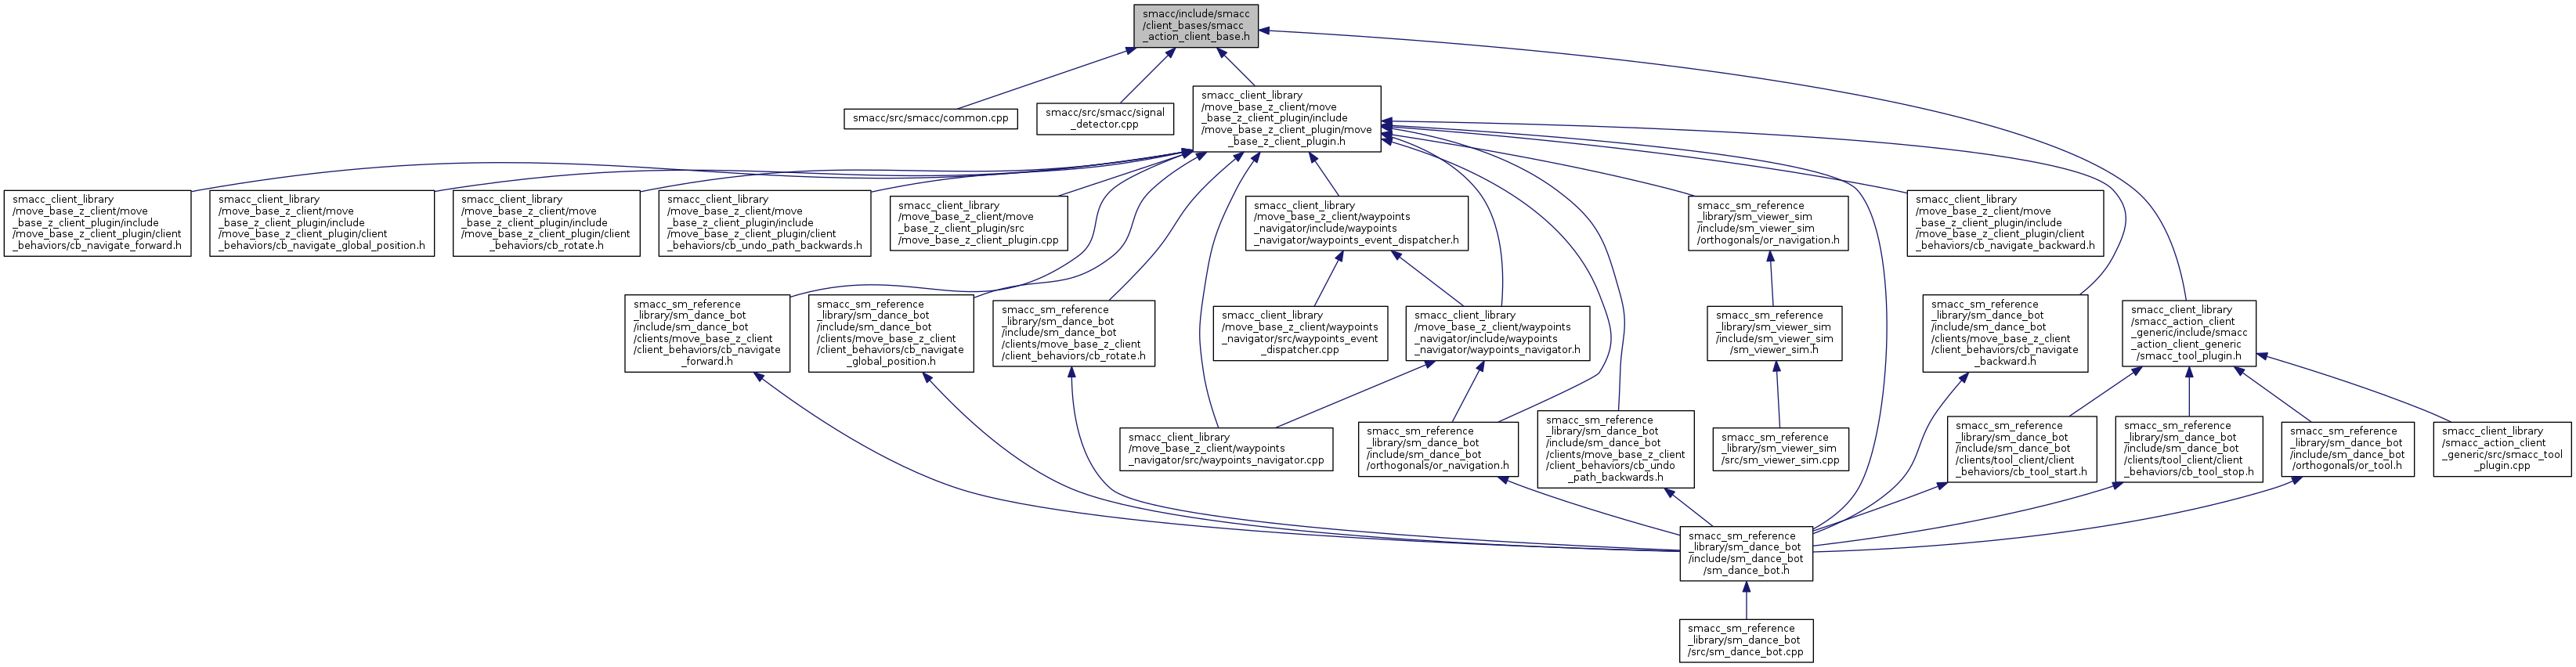 smacc/include/smacc
/client_bases/smacc
_action_client_base.h
smacc/src/smacc/common.cpp
smacc/src/smacc/signal
_detector.cpp
smacc_client_library
/move_base_z_client/move
_base_z_client_plugin/include
/move_base_z_client_plugin/move
_base_z_client_plugin.h
smacc_client_library
/move_base_z_client/move
_base_z_client_plugin/include
/move_base_z_client_plugin/client
_behaviors/cb_navigate_forward.h
smacc_client_library
/move_base_z_client/move
_base_z_client_plugin/include
/move_base_z_client_plugin/client
_behaviors/cb_navigate_global_position.h
smacc_client_library
/move_base_z_client/move
_base_z_client_plugin/include
/move_base_z_client_plugin/client
_behaviors/cb_rotate.h
smacc_client_library
/move_base_z_client/move
_base_z_client_plugin/include
/move_base_z_client_plugin/client
_behaviors/cb_undo_path_backwards.h
smacc_client_library
/move_base_z_client/move
_base_z_client_plugin/src
/move_base_z_client_plugin.cpp
smacc_client_library
/move_base_z_client/waypoints
_navigator/include/waypoints
_navigator/waypoints_event_dispatcher.h
smacc_sm_reference
_library/sm_viewer_sim
/include/sm_viewer_sim
/orthogonals/or_navigation.h
smacc_client_library
/move_base_z_client/move
_base_z_client_plugin/include
/move_base_z_client_plugin/client
_behaviors/cb_navigate_backward.h
smacc_sm_reference
_library/sm_dance_bot
/include/sm_dance_bot
/clients/move_base_z_client
/client_behaviors/cb_navigate
_forward.h
smacc_sm_reference
_library/sm_dance_bot
/include/sm_dance_bot
/clients/move_base_z_client
/client_behaviors/cb_navigate
_global_position.h
smacc_sm_reference
_library/sm_dance_bot
/include/sm_dance_bot
/clients/move_base_z_client
/client_behaviors/cb_rotate.h
smacc_client_library
/move_base_z_client/waypoints
_navigator/src/waypoints_event
_dispatcher.cpp
smacc_client_library
/move_base_z_client/waypoints
_navigator/include/waypoints
_navigator/waypoints_navigator.h
smacc_sm_reference
_library/sm_viewer_sim
/include/sm_viewer_sim
/sm_viewer_sim.h
smacc_sm_reference
_library/sm_dance_bot
/include/sm_dance_bot
/clients/move_base_z_client
/client_behaviors/cb_navigate
_backward.h
smacc_client_library
/smacc_action_client
_generic/include/smacc
_action_client_generic
/smacc_tool_plugin.h
smacc_client_library
/move_base_z_client/waypoints
_navigator/src/waypoints_navigator.cpp
smacc_sm_reference
_library/sm_dance_bot
/include/sm_dance_bot
/orthogonals/or_navigation.h
smacc_sm_reference
_library/sm_dance_bot
/include/sm_dance_bot
/clients/move_base_z_client
/client_behaviors/cb_undo
_path_backwards.h
smacc_sm_reference
_library/sm_viewer_sim
/src/sm_viewer_sim.cpp
smacc_sm_reference
_library/sm_dance_bot
/include/sm_dance_bot
/clients/tool_client/client
_behaviors/cb_tool_start.h
smacc_sm_reference
_library/sm_dance_bot
/include/sm_dance_bot
/clients/tool_client/client
_behaviors/cb_tool_stop.h
smacc_sm_reference
_library/sm_dance_bot
/include/sm_dance_bot
/orthogonals/or_tool.h
smacc_client_library
/smacc_action_client
_generic/src/smacc_tool
_plugin.cpp
smacc_sm_reference
_library/sm_dance_bot
/include/sm_dance_bot
/sm_dance_bot.h
smacc_sm_reference
_library/sm_dance_bot
/src/sm_dance_bot.cpp